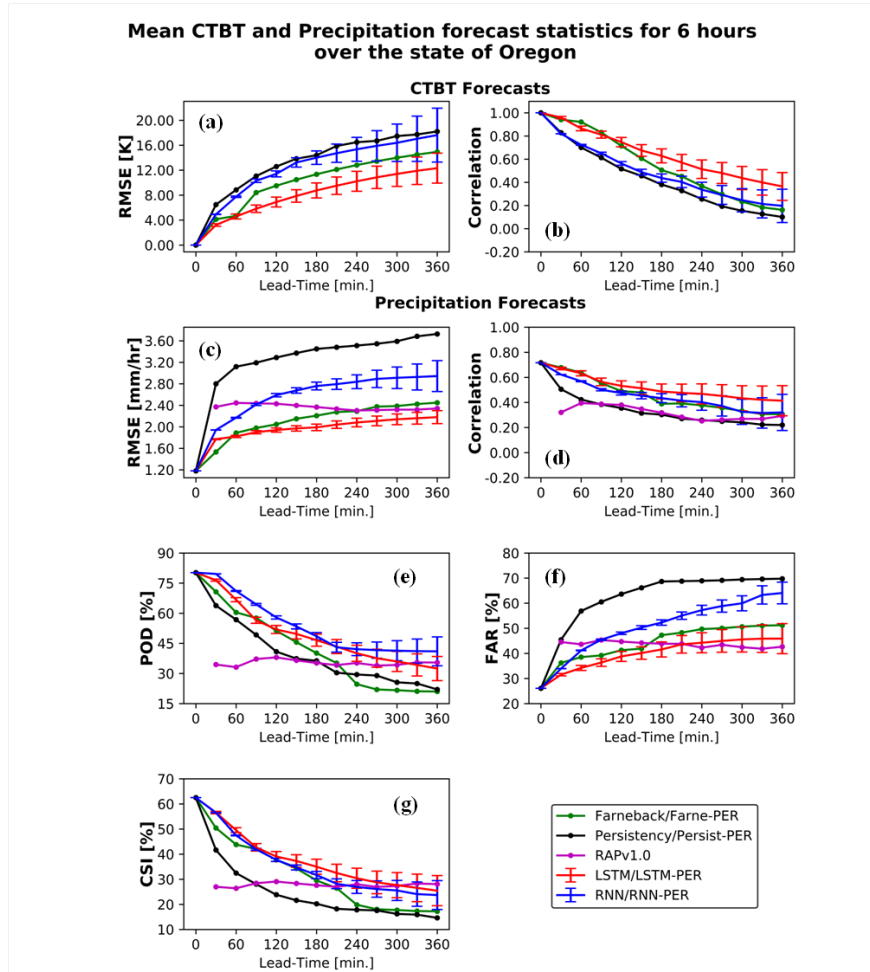 Mean CTBT and Precipitation forecast statistics for 6 hours
over the state of Oregon
CTBT Forecasts
(a)
RMSE [K]
20.00
16.00
12.00
8.00
4.00
0.00
0 60 120 180 240 300 360
Lead-Time [min.]
(b)
Correlation
1.00
0.80
0.60
0.40
0.20
0.00
-0.20
0 60 120 180 240 300 360
Lead-Time [min.]
Precipitation Forecasts
(c)
RMSE [mm/hr]
3.60
3.20
2.80
2.40
2.00
1.60
1.20
0 60 120 180 240 300 360
Lead-Time [min.]
(d)
Correlation
1.00
0.80
0.60
0.40
0.20
0.00
-0.20
0 60 120 180 240 300 360
Lead-Time [min.]
(e)
POD [%]
90
75
60
45
30
15
0 60 120 180 240 300 360
Lead-Time [min.]
(f)
FAR [%]
80
70
60
50
40
30
20
0 60 120 180 240 300 360
Lead-Time [min.]
(g)
CSI [%]
70
60
50
40
30
20
10
0 60 120 180 240 300 360
Lead-Time [min.]
Farneback/Farne-PER
Persistency/Persist-PER
RAPv1.0
LSTM/LSTM-PER
RNN/RNN-PER